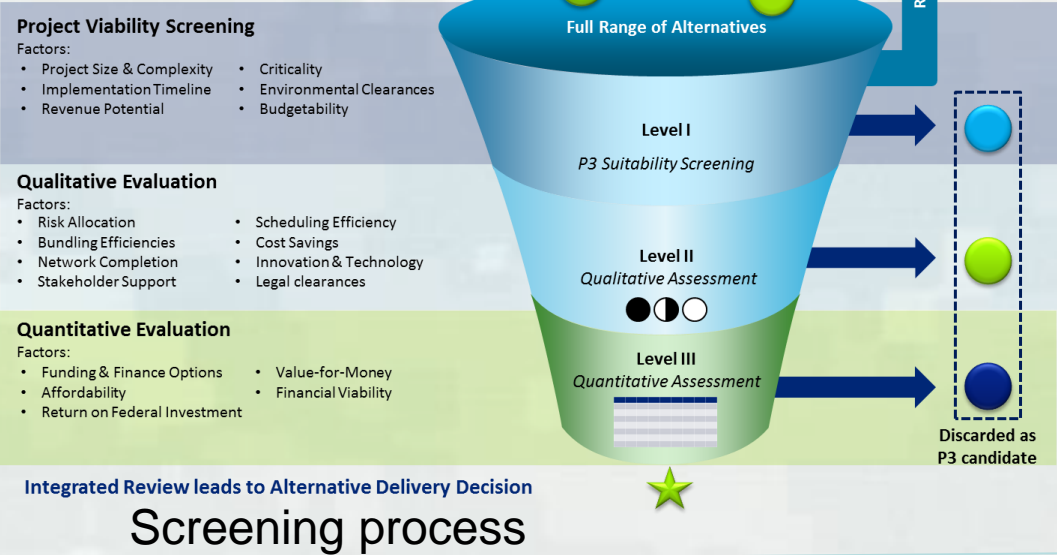 Project Viability Screening
Factors:
• Project Size & Complexity
• Implementation Timeline
• Revenue Potential
• Criticality
• Environmental Clearances
• Budgetability
Full Range of Alternatives
R
Level I
P3 Suitability Screening
Qualitative Evaluation
Factors:
• Risk Allocation
• Bundling Efficiencies
• Network Completion
• Stakeholder Support
• Scheduling Efficiency
• Cost Savings
• Innovation & Technology
• Legal clearances
Level II
Qualitative Assessment
Quantitative Evaluation
Factors:
• Funding & Finance Options
• Affordability
• Return on Federal Investment
• Value-for-Money
• Financial Viability
Level III
Quantitative Assessment
Discarded as
P3 candidate
Integrated Review leads to Alternative Delivery Decision
Screening process